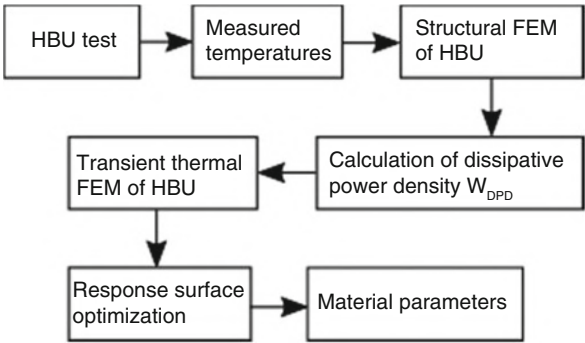 HBU test
Measured
temperatures
Structural FEM
of HBU
Calculation of dissipative
power density W_DPD
Transient thermal
FEM of HBU
Response surface
optimization
Material parameters